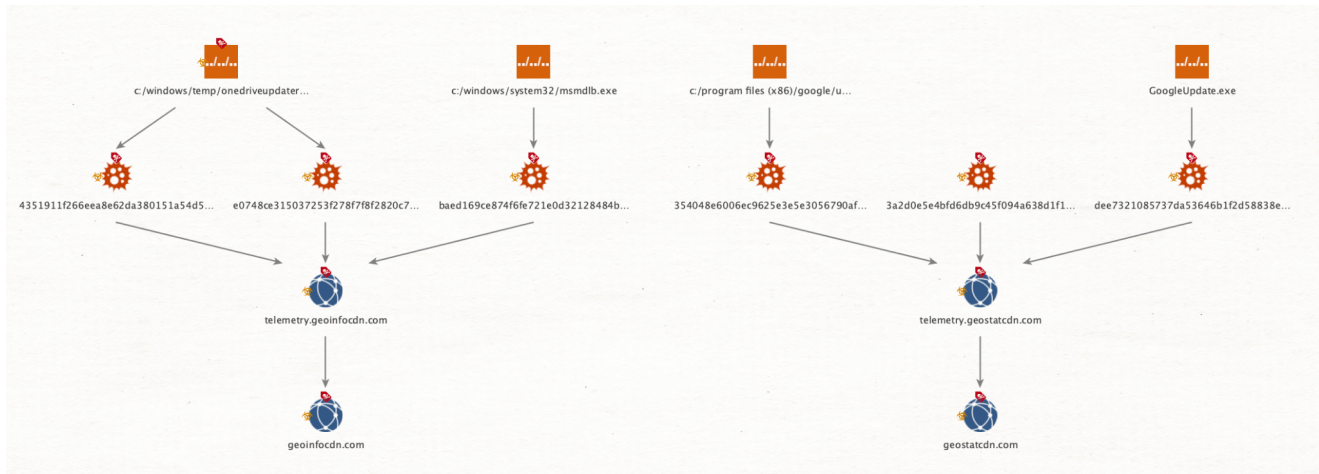 ../../.. ../../.. ../../.. ../../..
c:/windows/temp/onedriveupdater... c:/windows/system32/msmdlb.exe c:/program files (x86)/google/u... GoogleUpdate.exe
4351911f266eea8e62da380151a54d5... e0748ce315037253f278f7f8f2820c7... baed169ce874f6fe721e0d32128484b... 354048e6006ec9625e3e5e3056790af... 3a2d0e5e4bfd6db9c45f094a638d1f1... dee7321085737da53646b1f2d58838e...
telemetry.geoinfocdn.com telemetry.geostatcdn.com
geoinfocdn.com geostatcdn.com